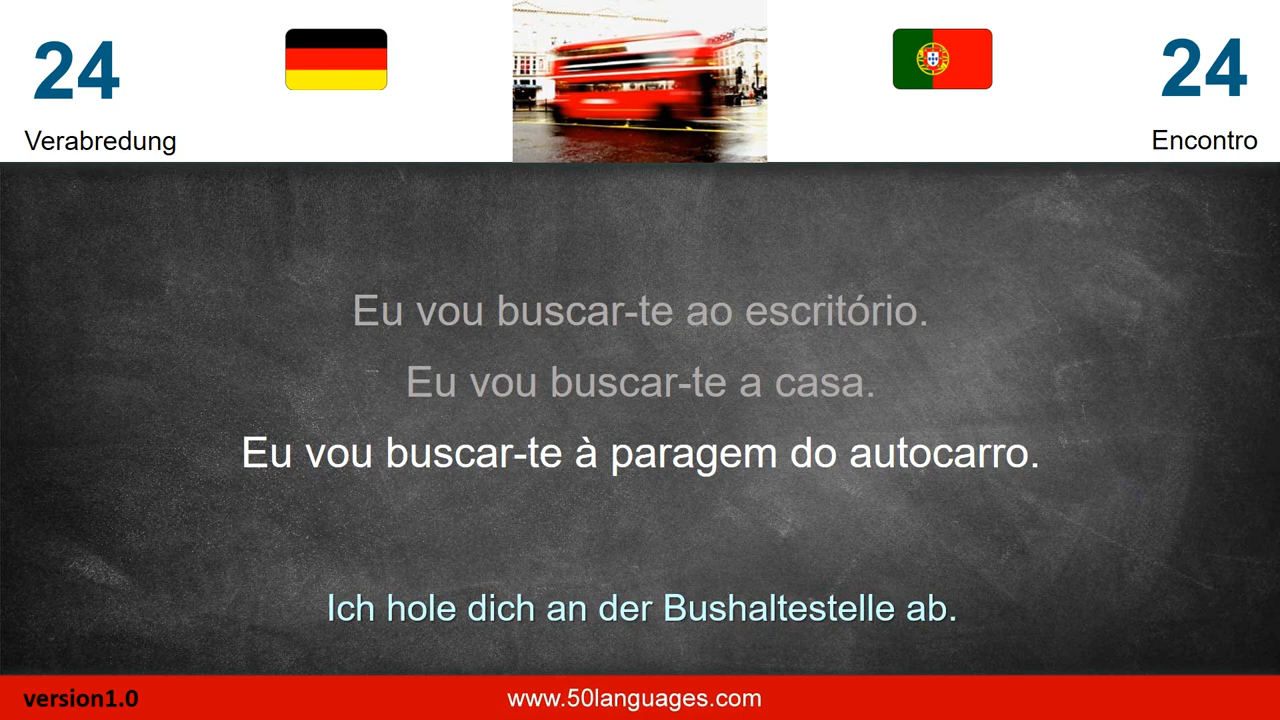 24
24
Verabredung
Encontro
Eu vou buscar-te ao escritório.
Eu vou buscar-te a casa.
Eu vou buscar-te à paragem do autocarro.
Ich hole dich an der Bushaltestelle ab.
version1.0
www.50languages.com